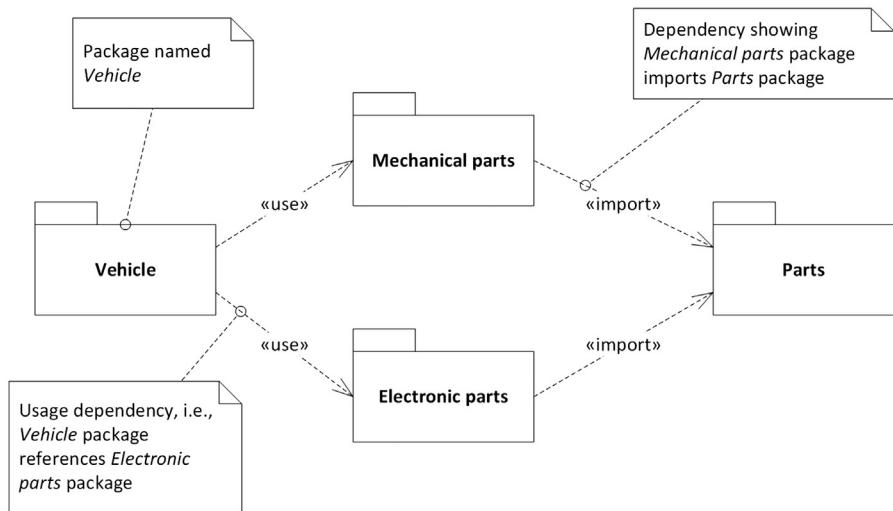 Package named
Vehicle
Dependency showing
Mechanical parts package
imports Parts package
Mechanical parts
«use»
«import»
Vehicle
Parts
«use»
«import»
Electronic parts
Usage dependency, i.e.,
Vehicle package
references Electronic
parts package